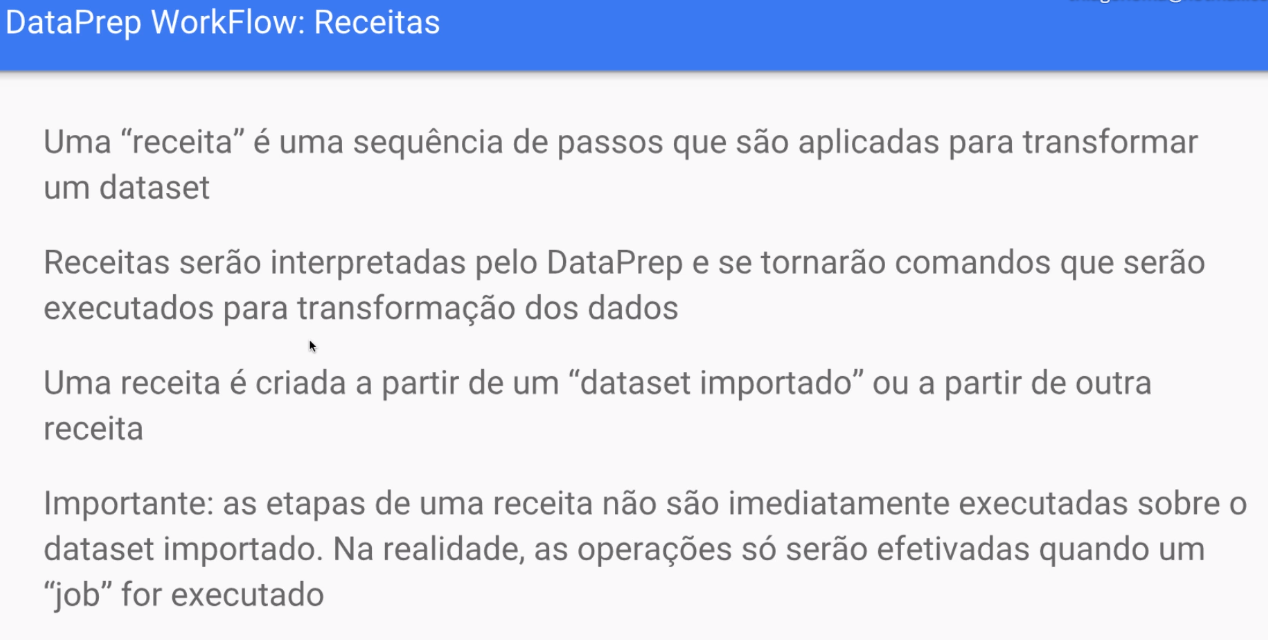 DataPrep WorkFlow: Receitas
Uma “receita” é uma sequência de passos que são aplicadas para transformar
um dataset
Receitas serão interpretadas pelo DataPrep e se tornarão comandos que serão
executados para transformação dos dados
Uma receita é criada a partir de um “dataset importado” ou a partir de outra
receita
Importante: as etapas de uma receita não são imediatamente executadas sobre o
dataset importado. Na realidade, as operações só serão efetivadas quando um
“job” for executado